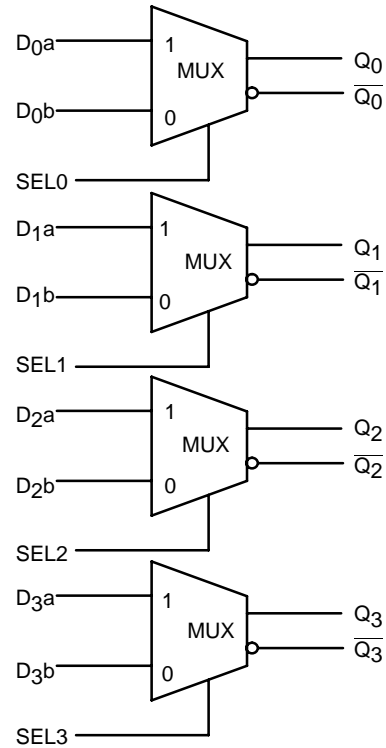 D0a
1
MUX
Q0
Q0
D0b
0
SEL0
D1a
1
MUX
Q1
Q1
D1b
0
SEL1
D2a
1
MUX
Q2
Q2
D2b
0
SEL2
D3a
1
MUX
Q3
Q3
D3b
0
SEL3